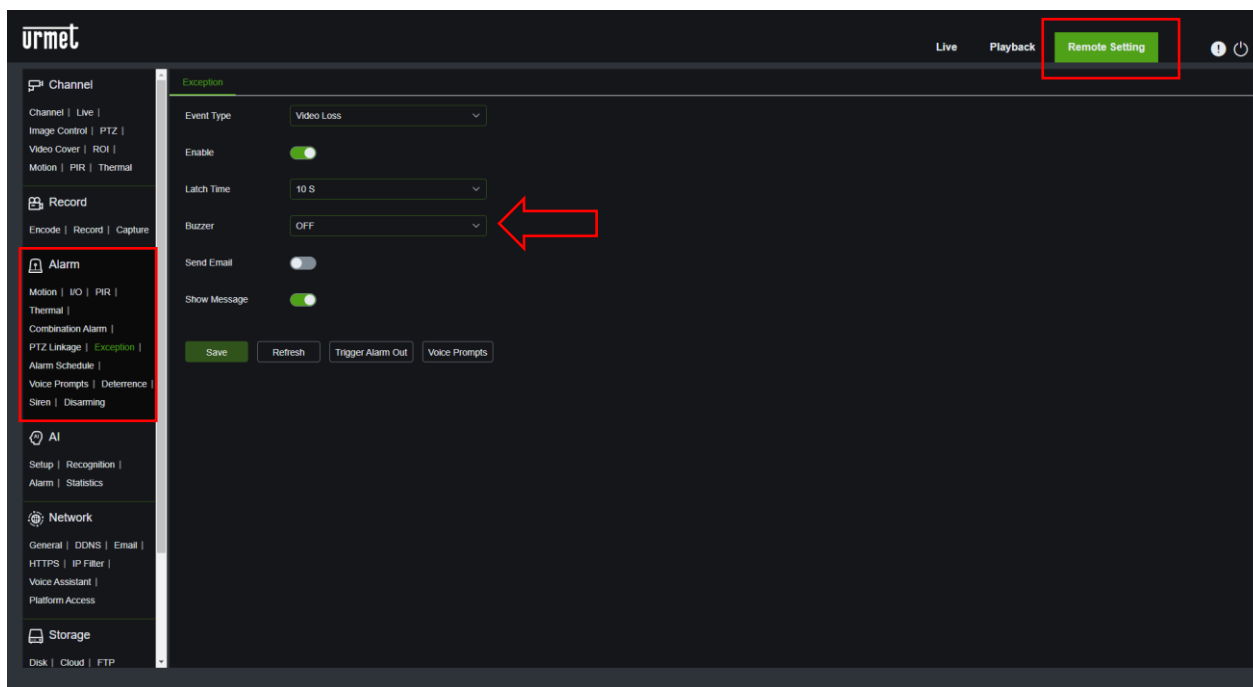 urmet
Live Playback Remote Setting
Channel
Channel | Live |
Image Control | PTZ |
Video Cover | ROI |
Motion | PIR | Thermal
Record
Encode | Record | Capture
Alarm
Motion | I/O | PIR |
Thermal |
Combination Alarm |
PTZ Linkage | Exception |
Alarm Schedule |
Voice Prompts | Deterrence |
Siren | Disarming
AI
Setup | Recognition |
Alarm | Statistics
Network
General | DDNS | Email |
HTTPS | IP Filter |
Voice Assistant |
Platform Access
Storage
Disk | Cloud | FTP
Exception
Event Type Video Loss
Enable
Latch Time 10 S
Buzzer OFF
Send Email
Show Message
Save Refresh Trigger Alarm Out Voice Prompts